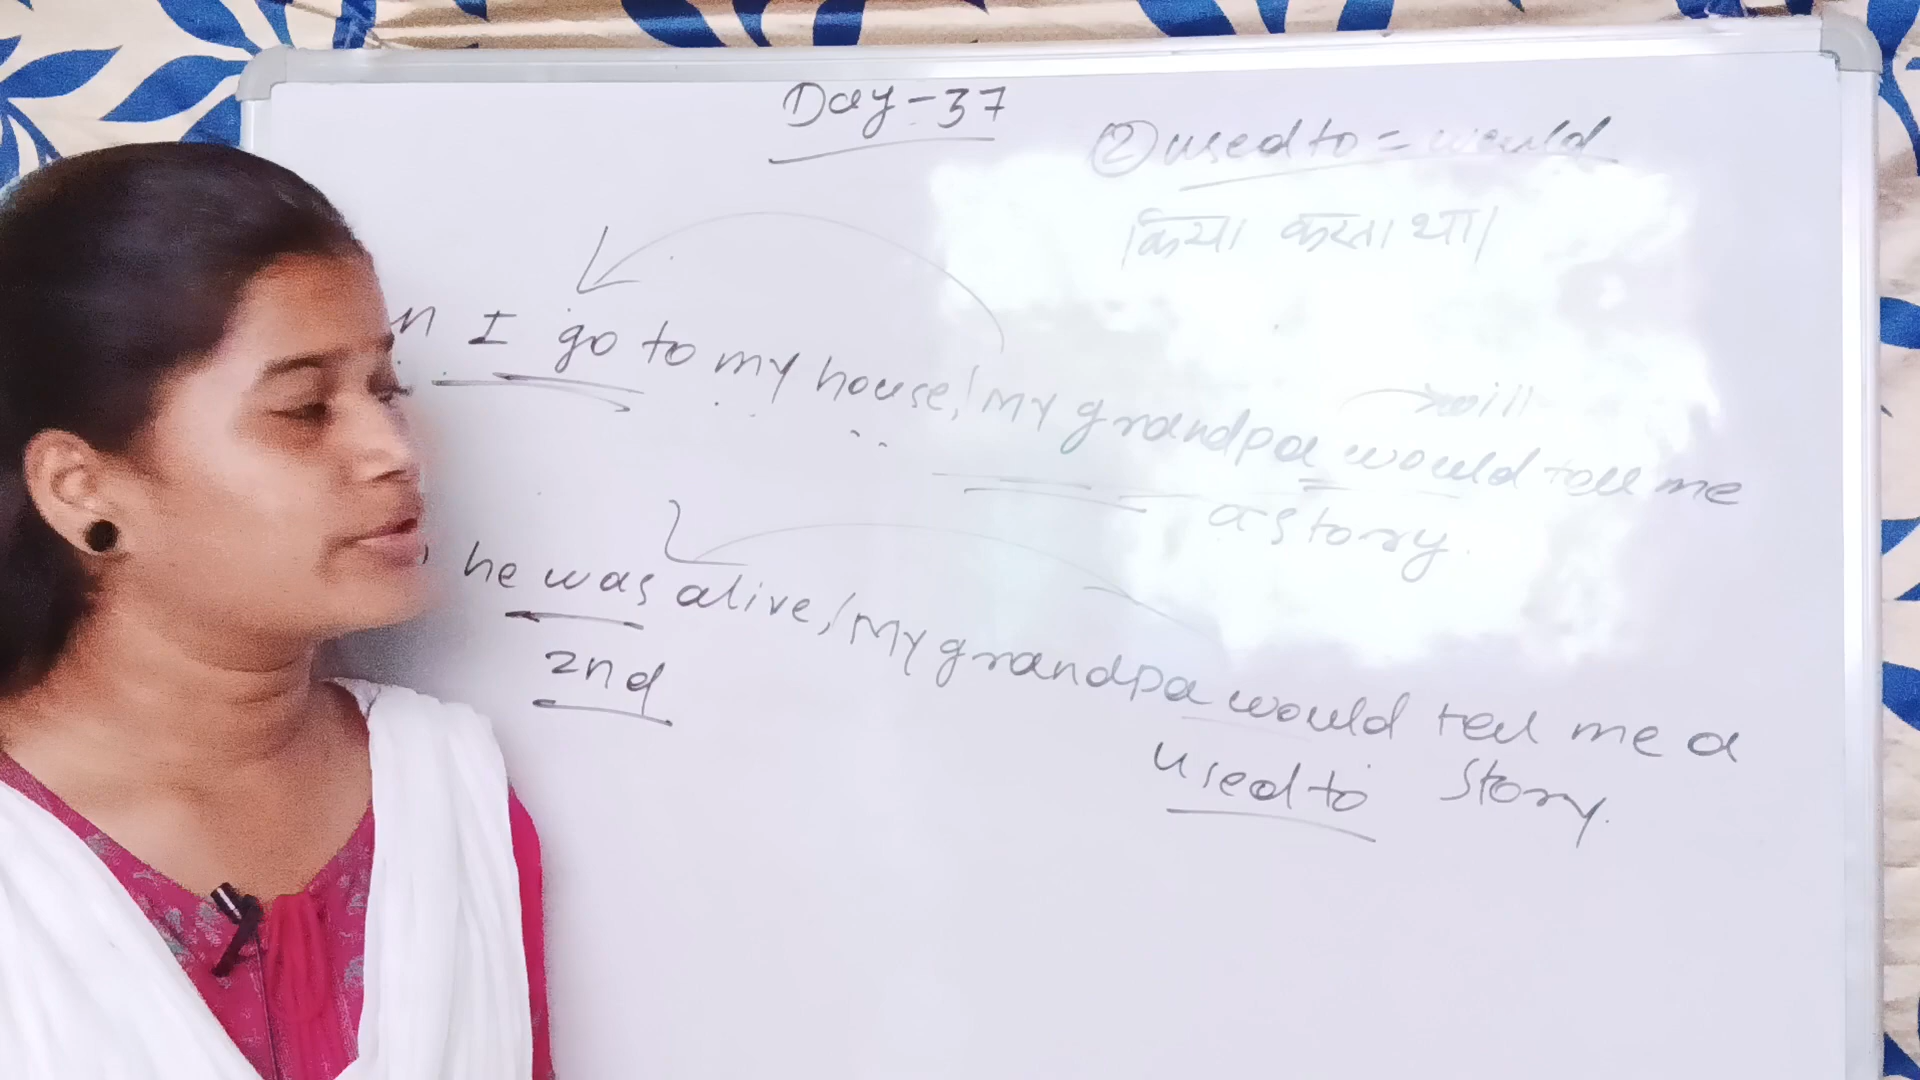 Day-37
② used to = would
किया करता था।
n I go to my house, my grandpa would tell me
will
a story.
he was alive, my grandpa would tell me a
2nd
used to story.